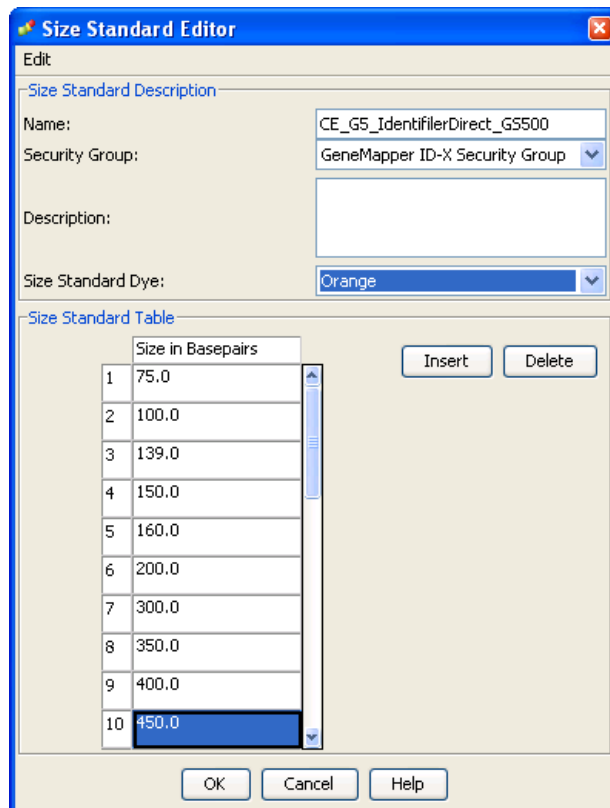 Size Standard Editor
Edit
Size Standard Description
Name: CE_G5_IdentifilerDirect_GS500
Security Group: GeneMapper ID-X Security Group
Description:
Size Standard Dye: Orange
Size Standard Table
Size in Basepairs
Insert Delete
1 75.0
2 100.0
3 139.0
4 150.0
5 160.0
6 200.0
7 300.0
8 350.0
9 400.0
10 450.0
OK Cancel Help